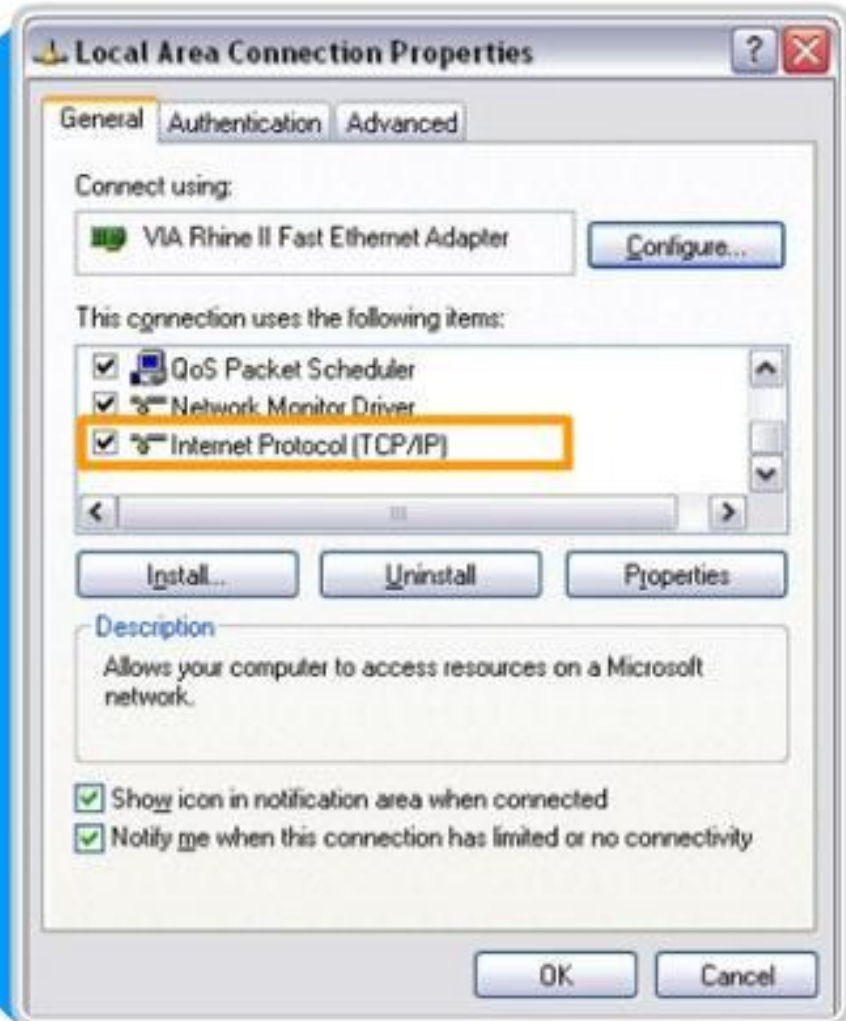 Local Area Connection Properties
General Authentication Advanced
Connect using:
VIA Rhine II Fast Ethernet Adapter Configure...
This connection uses the following items:
QoS Packet Scheduler
Network Monitor Driver
Internet Protocol (TCP/IP)
Install... Uninstall Properties
Description
Allows your computer to access resources on a Microsoft
network.
Show icon in notification area when connected
Notify me when this connection has limited or no connectivity
OK Cancel